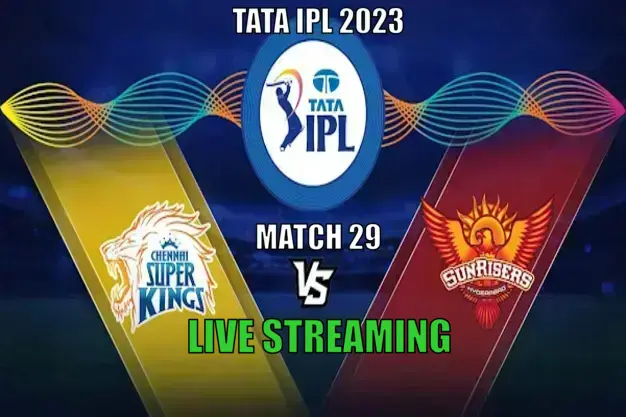 TATA IPL 2023
TATA
IPL
MATCH 29
VS
CHENNAI
SUPER
KINGS
SUNRISERS
HYDERABAD
LIVE STREAMING